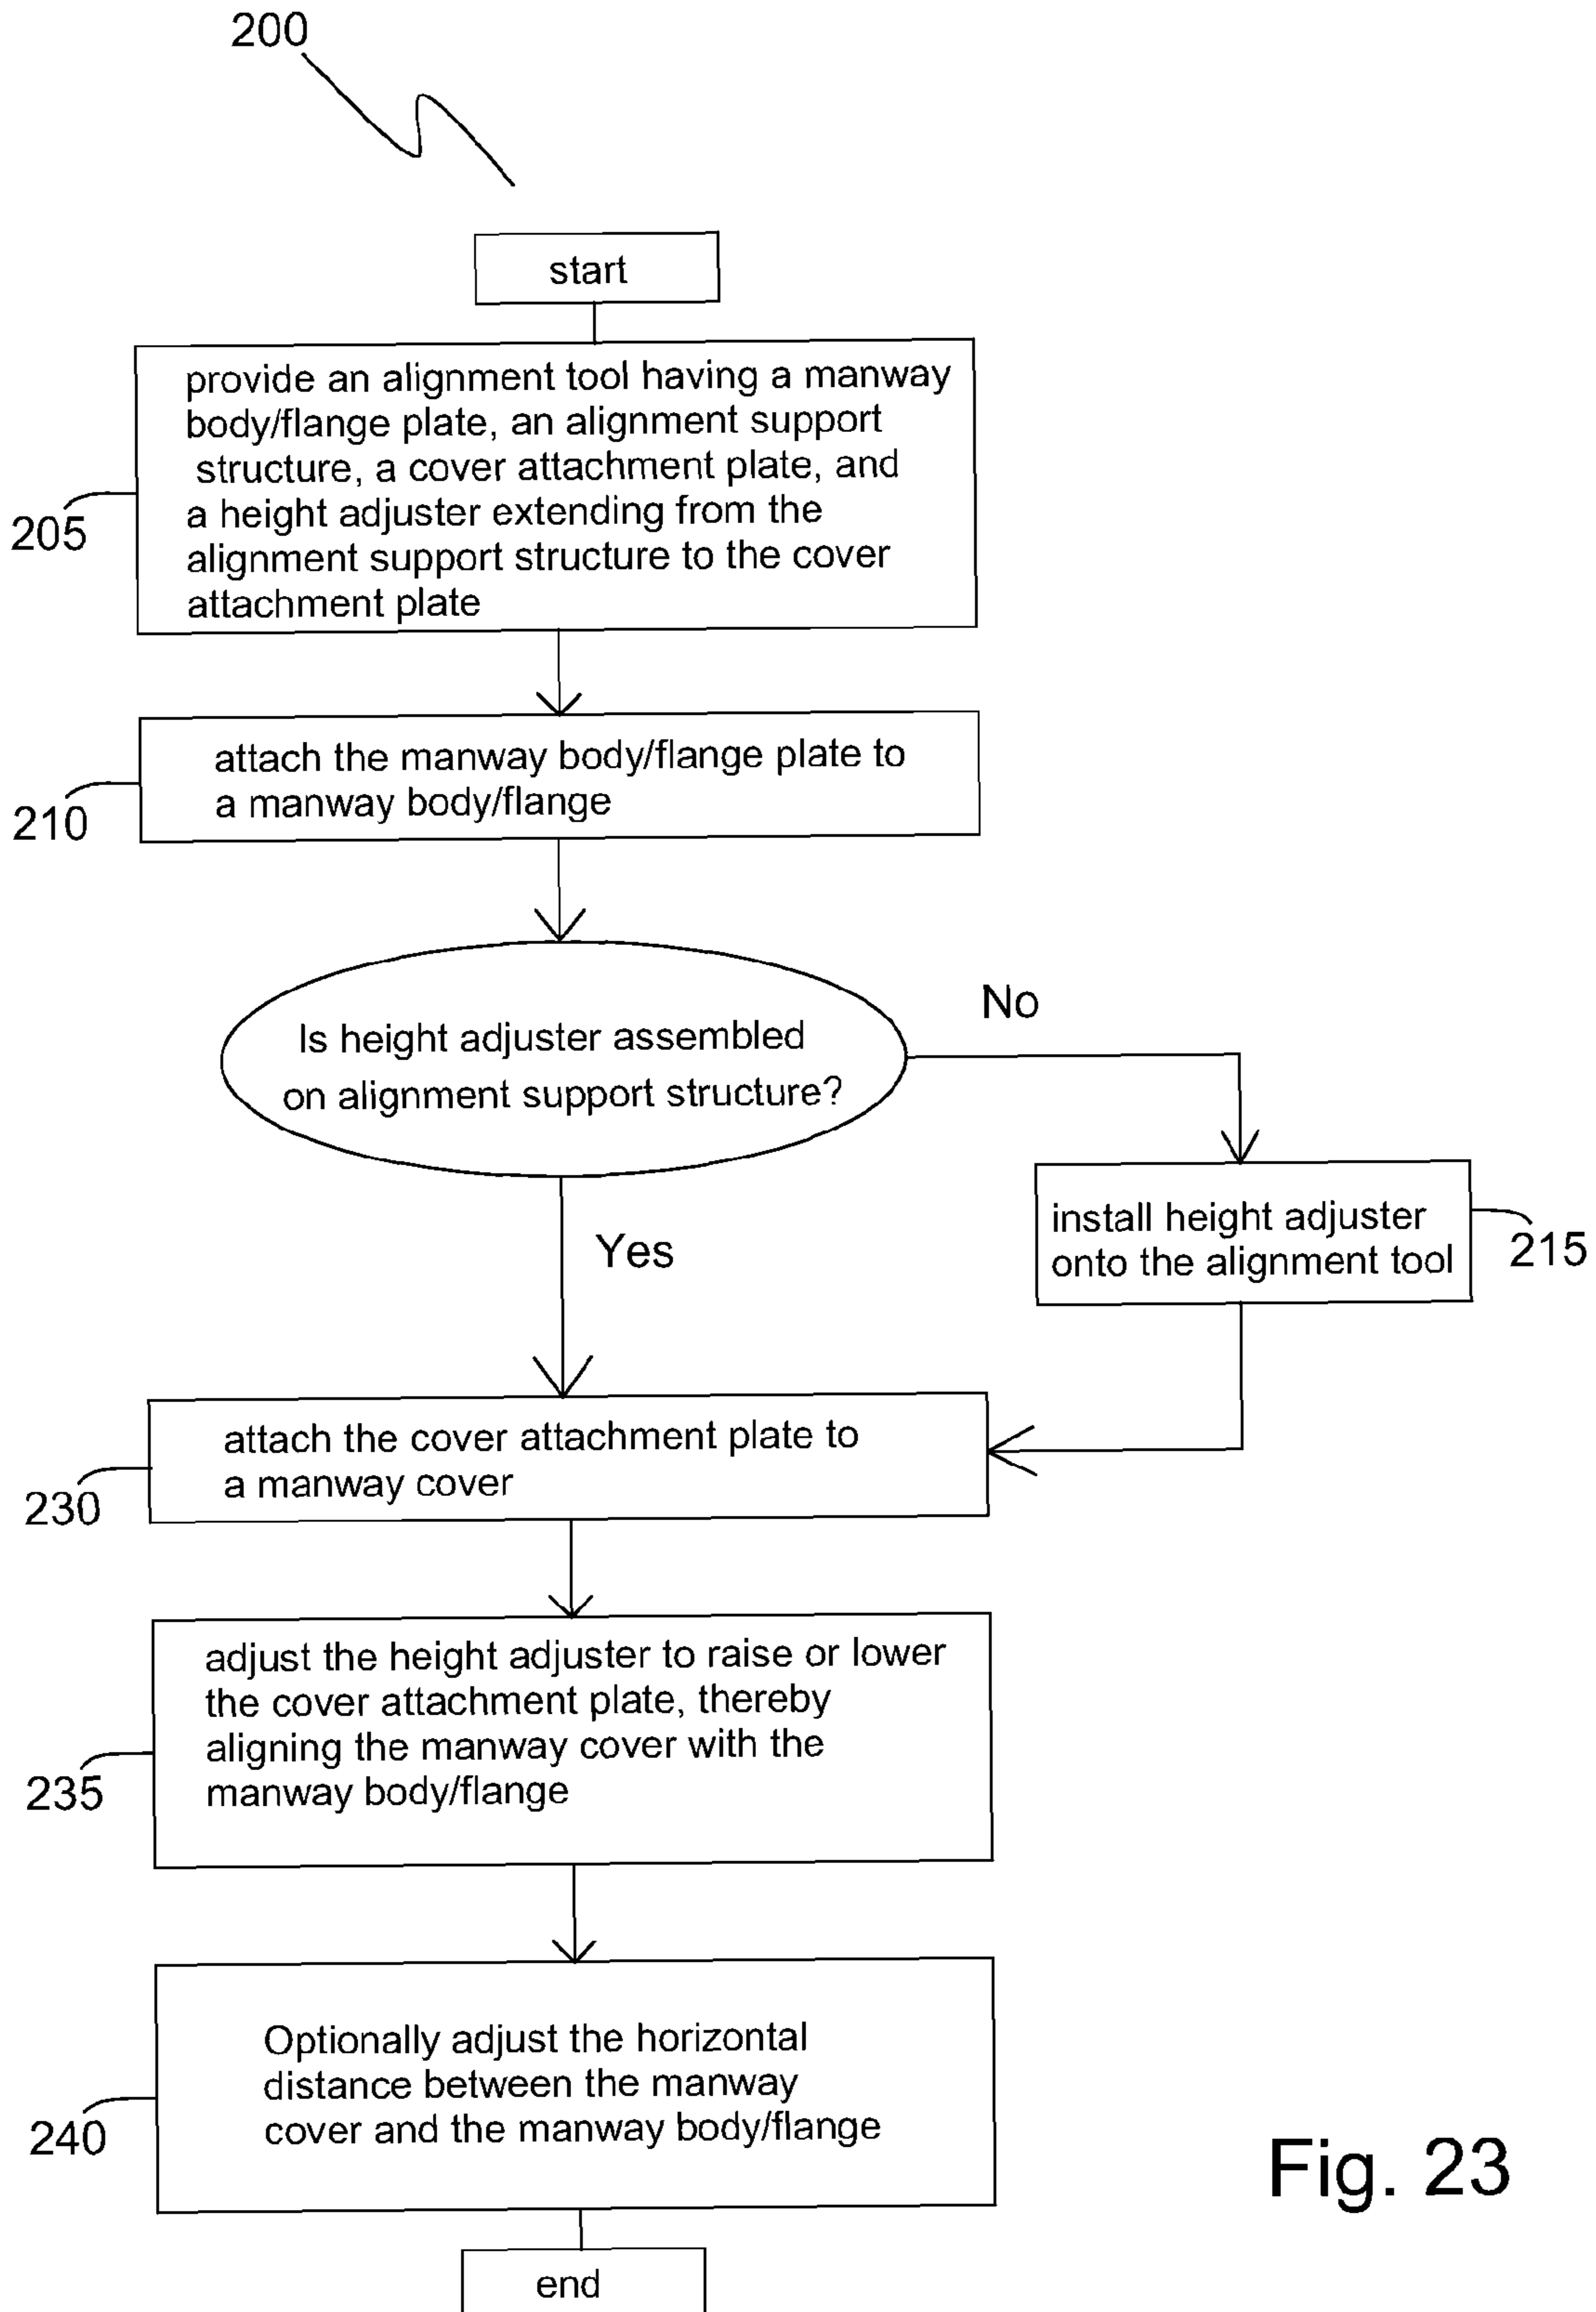 200
start
provide an alignment tool having a manway
body/flange plate, an alignment support
structure, a cover attachment plate, and
a height adjuster extending from the
alignment support structure to the cover
attachment plate
205
attach the manway body/flange plate to
a manway body/flange
210
Is height adjuster assembled
on alignment support structure?
No
Yes
install height adjuster
onto the alignment tool
215
attach the cover attachment plate to
a manway cover
230
adjust the height adjuster to raise or lower
the cover attachment plate, thereby
aligning the manway cover with the
manway body/flange
235
Optionally adjust the horizontal
distance between the manway
cover and the manway body/flange
240
Fig. 23
end